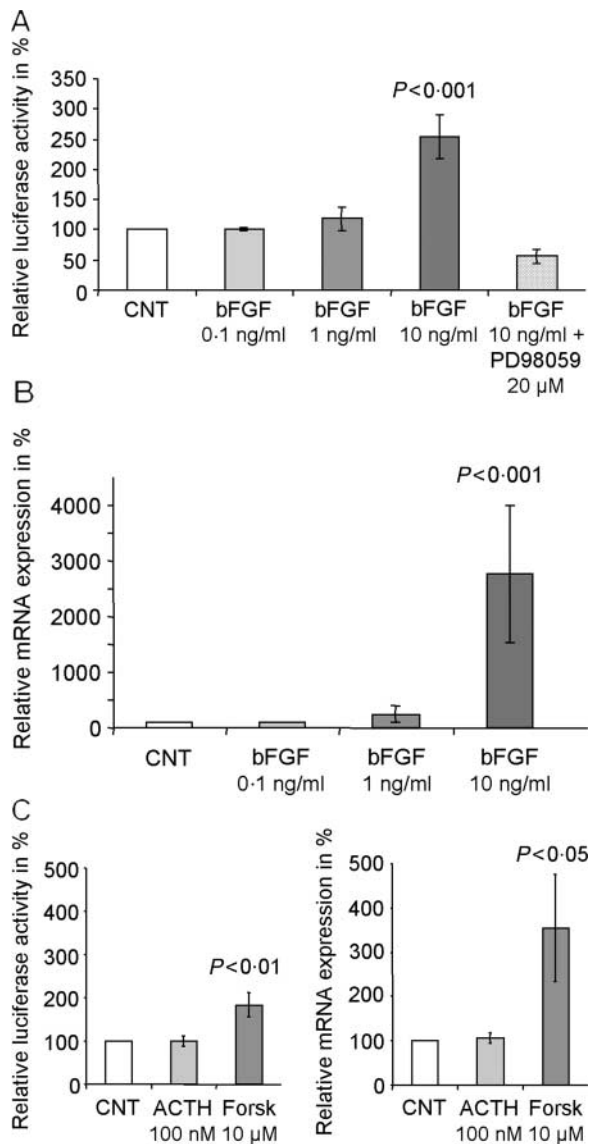 A
Relative luciferase activity in %
350
300
250
200
150
100
50
0
P<0·001
CNT
bFGF
0·1 ng/ml
bFGF
1 ng/ml
bFGF
10 ng/ml
bFGF
10 ng/ml +
PD98059
20 µM
B
Relative mRNA expression in %
4000
3000
2000
1000
0
P<0·001
CNT
bFGF
0·1 ng/ml
bFGF
1 ng/ml
bFGF
10 ng/ml
C
Relative luciferase activity in %
500
400
300
200
100
0
P<0·01
CNT
ACTH
100 nM
Forsk
10 µM
Relative mRNA expression in %
500
400
300
200
100
0
P<0·05
CNT
ACTH
100 nM
Forsk
10 µM